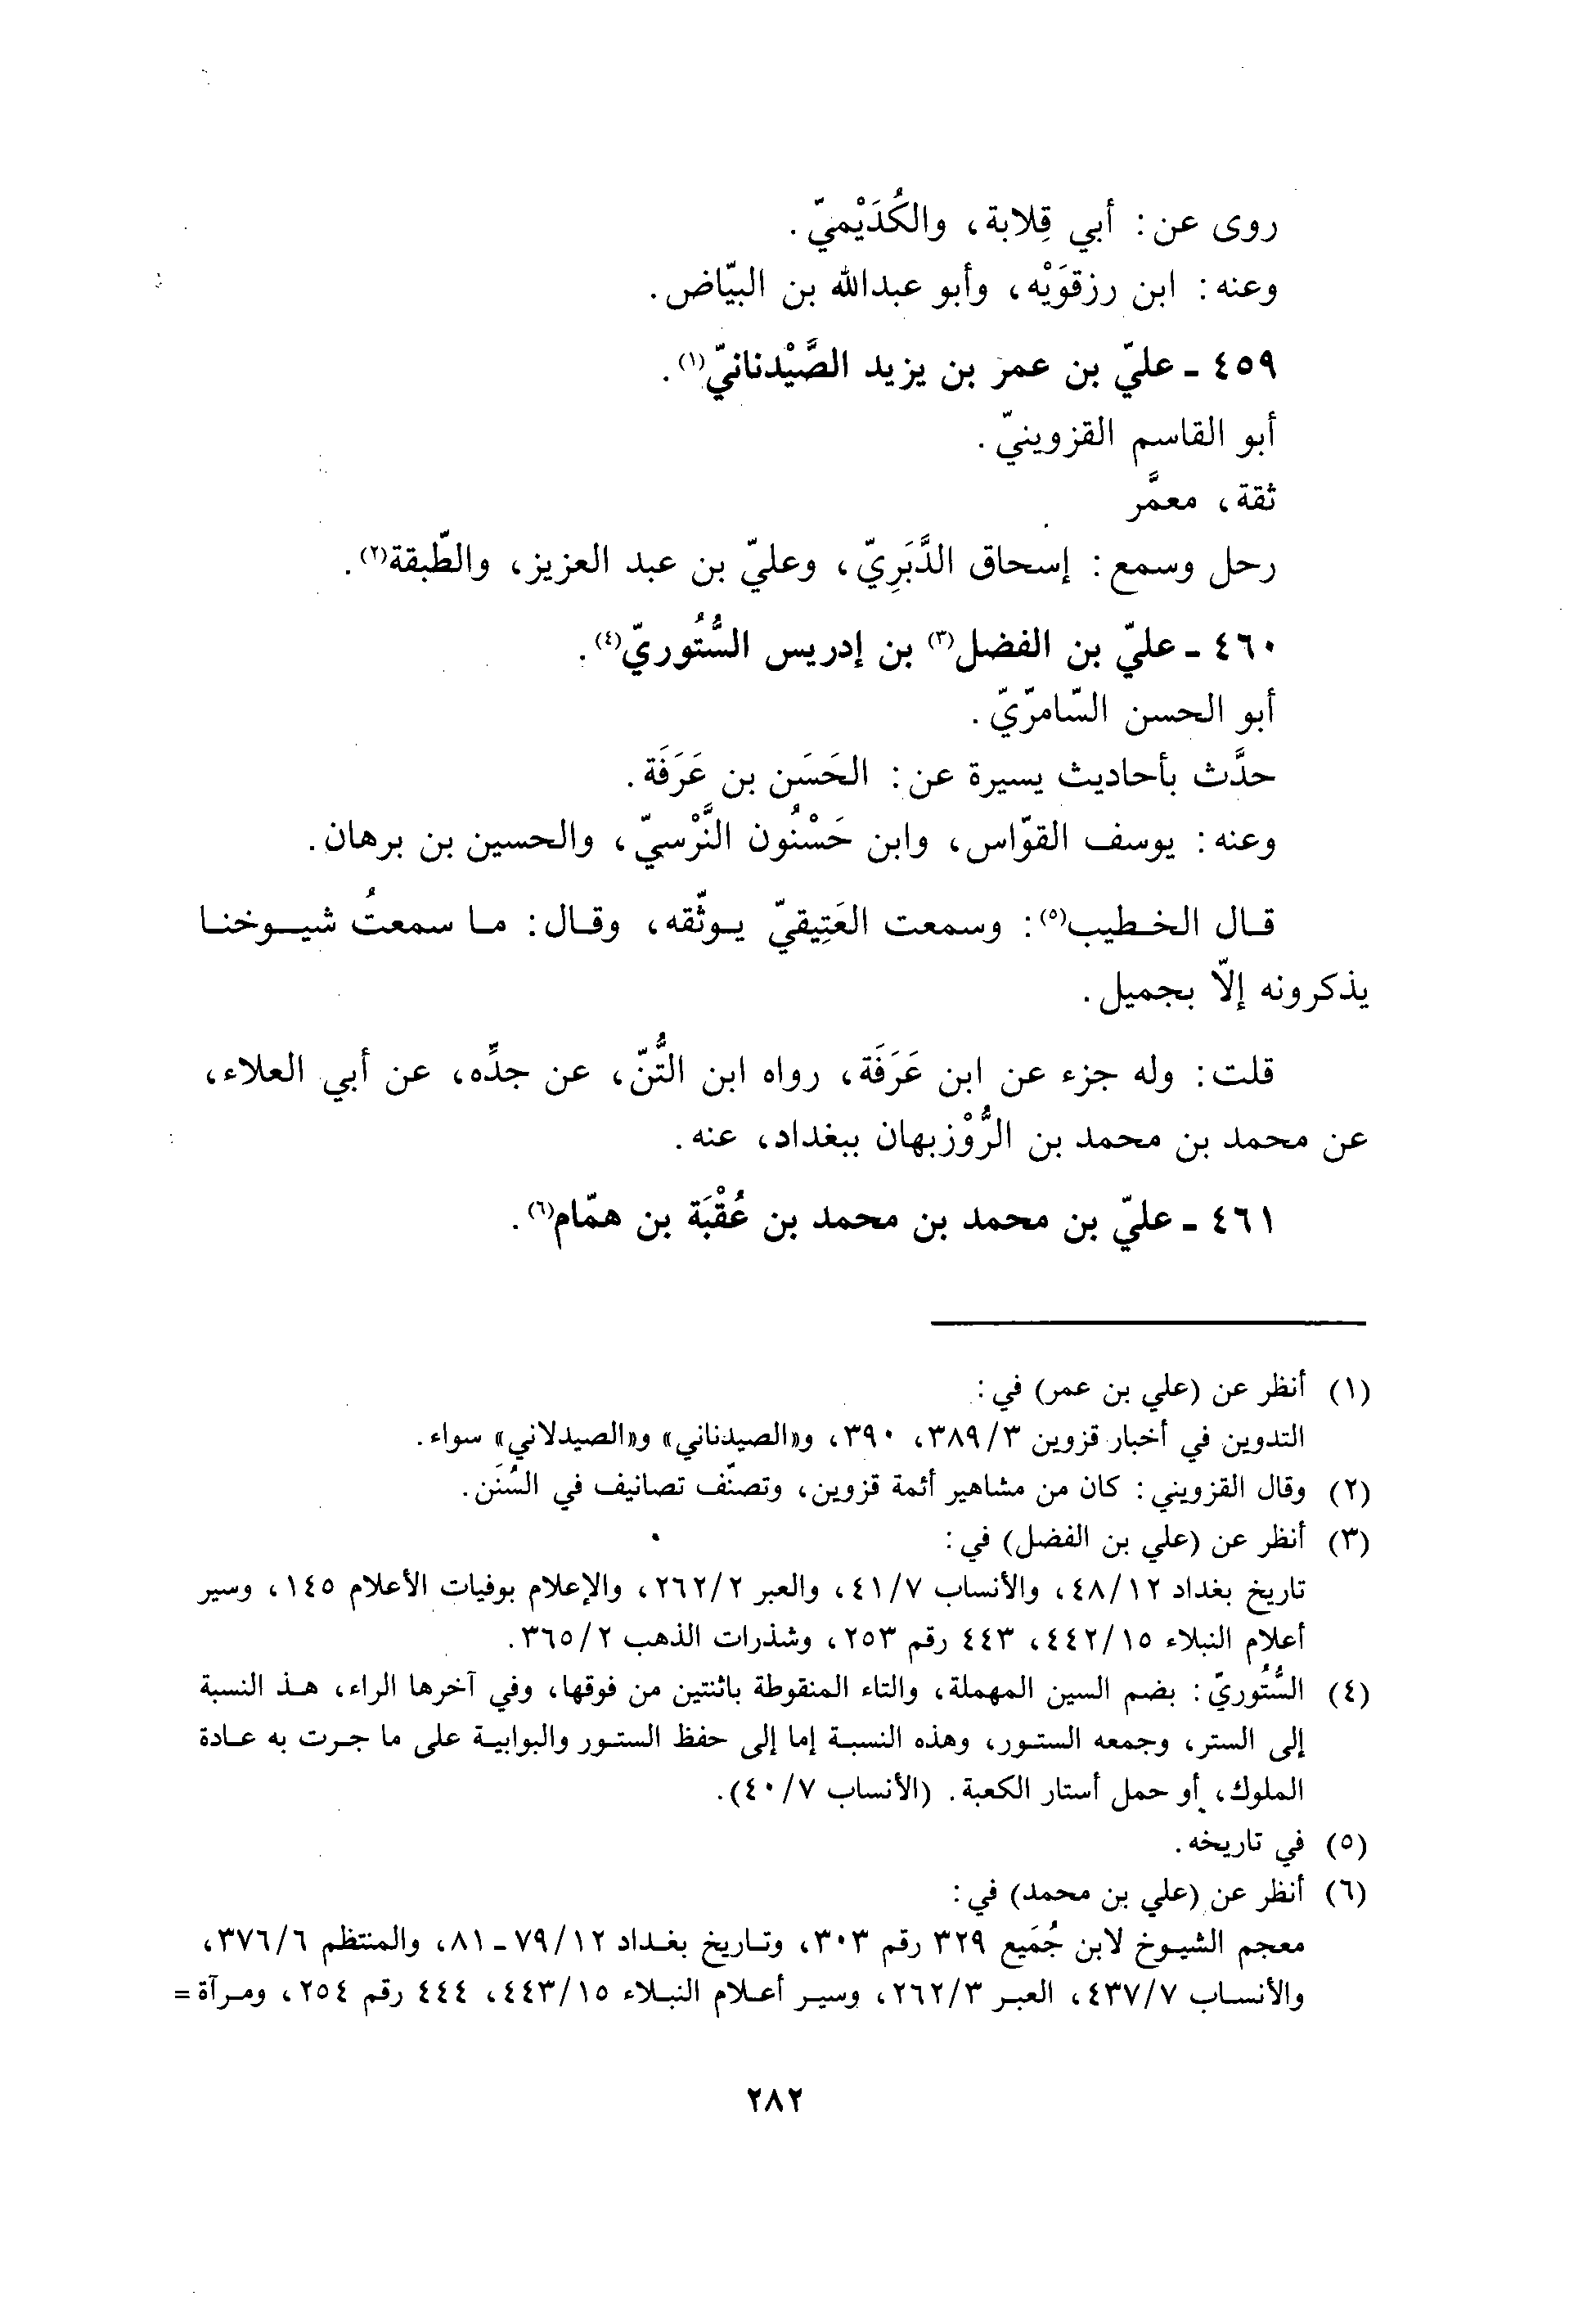 روى عن: أبي قِلابة، والكُدَيْميّ.
وعنه: ابن رزقوَيْه، وأبو عبدالله بن البيّاض.
٤٥٩ ـ عليّ بن عمر بن يزيد الصَّيْدنانيّ(١).
أبو القاسم القزوينيّ.
ثقة، معمَّر
رحل وسمع: إسحاق الدَّبَرِيّ، وعليّ بن عبد العزيز، والطّبقة(٢).
٤٦٠ ـ عليّ بن الفضل(٣) بن إدريس السُّتُوريّ(٤).
أبو الحسن السّامرّيّ.
حدَّث بأحاديث يسيرة عن: الحَسَن بن عَرَفَة.
وعنه: يوسف القوّاس، وابن حَسْنُون النَّرْسيّ، والحسين بن برهان.
قال الخطيب(٥): وسمعت العَتِيقيّ يوثّقه، وقال: ما سمعتُ شيوخنا
يذكرونه إلّا بجميل.
قلت: وله جزء عن ابن عَرَفَة، رواه ابن التُّنّ، عن جدِّه، عن أبي العلاء،
عن محمد بن محمد بن الرُّوْزبهان ببغداد، عنه.
٤٦١ ـ عليّ بن محمد بن محمد بن عُقْبَة بن همّام(٦).
(١) أنظر عن (علي بن عمر) في:
التدوين في أخبار قزوين ٣/٣٨٩، ٣٩٠، و«الصيدناني» و«الصيدلاني» سواء.
(٢) وقال القزويني: كان من مشاهير أئمة قزوين، وتصنّف تصانيف في السُنَن.
(٣) أنظر عن (علي بن الفضل) في:
تاريخ بغداد ١٢/٤٨، والأنساب ٧/٤١، والعبر ٢/٢٦٢، والإعلام بوفيات الأعلام ١٤٥، وسير
أعلام النبلاء ١٥/٤٤٢، ٤٤٣ رقم ٢٥٣، وشذرات الذهب ٢/٣٦٥.
(٤) السُّتُوريّ: بضم السين المهملة، والتاء المنقوطة باثنتين من فوقها، وفي آخرها الراء، هذ النسبة
إلى الستر، وجمعه الستور، وهذه النسبة إما إلى حفظ الستور والبوابية على ما جرت به عادة
الملوك، أو حمل أستار الكعبة. (الأنساب ٧/٤٠).
(٥) في تاريخه.
(٦) أنظر عن (علي بن محمد) في:
معجم الشيوخ لابن جُمَيع ٣٢٩ رقم ٣٠٣، وتاريخ بغداد ١٢/٧٩ـ٨١، والمنتظم ٦/٣٧٦،
والأنساب ٧/٤٣٧، العبر ٣/٢٦٢، وسير أعلام النبلاء ١٥/٤٤٣، ٤٤٤ رقم ٢٥٤، ومرآة =
٢٨٢